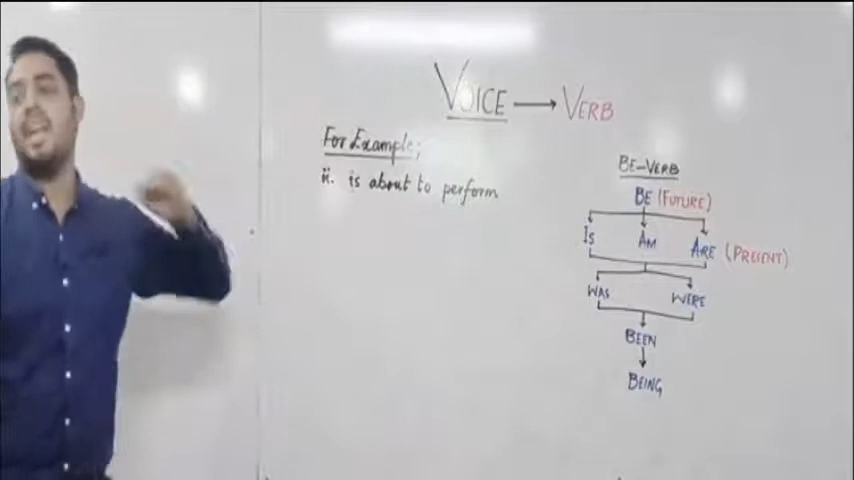 VOICE → VERB
For Example;
ii. is about to perform
BE-VERB
BE (FUTURE)
IS AM ARE (PRESENT)
WAS WERE
BEEN
BEING